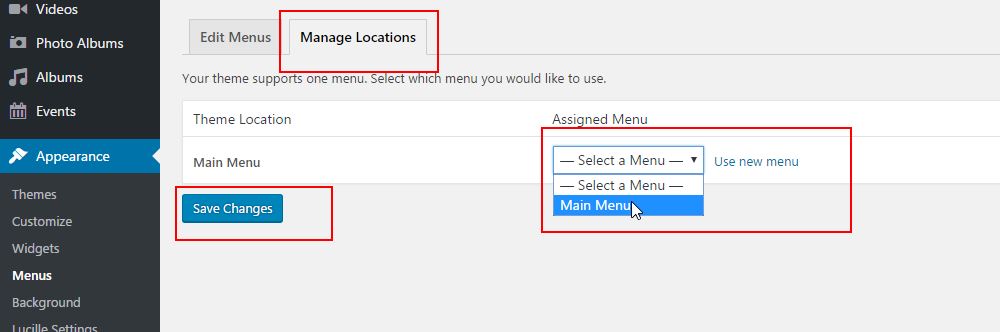 Videos
Photo Albums
Albums
Events
Appearance
Themes
Customize
Widgets
Menus
Background
Lucille Settings
Edit Menus
Manage Locations
Your theme supports one menu. Select which menu you would like to use.
Theme Location
Assigned Menu
Main Menu
— Select a Menu —
Use new menu
— Select a Menu —
Main Menu
Save Changes